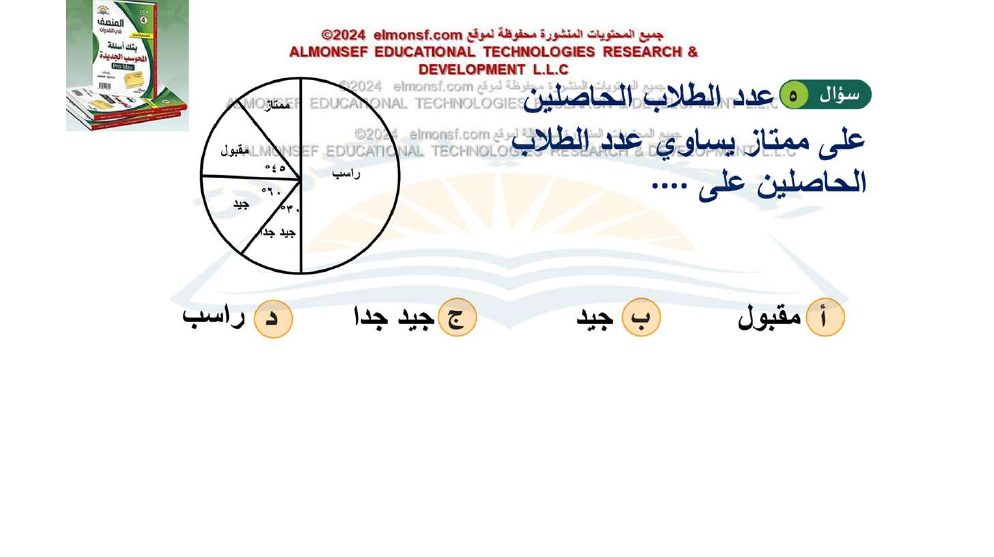 جميع المحتويات المنشورة محفوظة لموقع elmonsf.com ©2024
ALMONSEF EDUCATIONAL TECHNOLOGIES RESEARCH &
DEVELOPMENT L.L.C
المنصف
في القدرات
بنك أسئلة
المحوسب الجديدة
سؤال ٥ عدد الطلاب الحاصلين
على ممتاز يساوي عدد الطلاب
الحاصلين على ....
ممتاز
مقبول
٤٥°
راسب
٦٠°
جيد
٣٠°
جيد جدا
أ مقبول
ب جيد
ج جيد جدا
د راسب